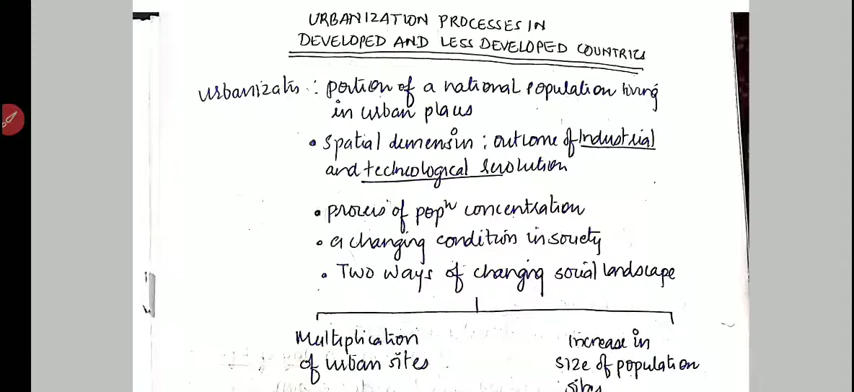 URBANIZATION PROCESSES IN
DEVELOPED AND LESS DEVELOPED COUNTRIES
Urbanizatn : portion of a national population living
in urban places
• Spatial dimension : outcome of Industrial
and technological revolution
• process of popⁿ concentration
• a changing condition in society
• Two ways of changing social landscape
Multiplication
of urban sites
Increase in
size of population